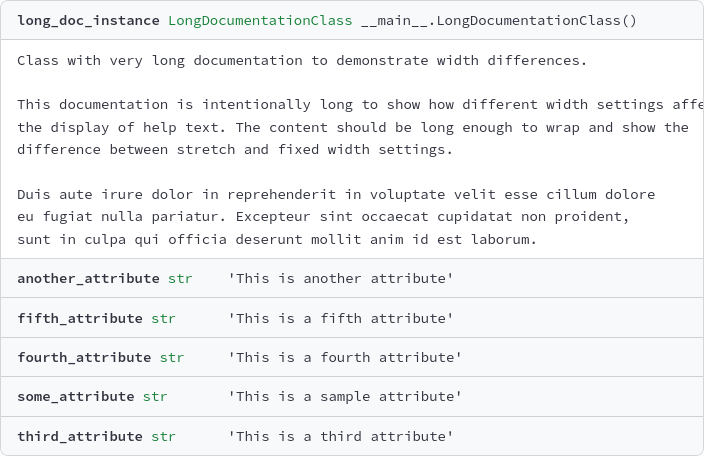 long_doc_instance LongDocumentationClass __main__.LongDocumentationClass()
Class with very long documentation to demonstrate width differences.
This documentation is intentionally long to show how different width settings affe
the display of help text. The content should be long enough to wrap and show the
difference between stretch and fixed width settings.
Duis aute irure dolor in reprehenderit in voluptate velit esse cillum dolore
eu fugiat nulla pariatur. Excepteur sint occaecat cupidatat non proident,
sunt in culpa qui officia deserunt mollit anim id est laborum.
another_attribute str 'This is another attribute'
fifth_attribute str 'This is a fifth attribute'
fourth_attribute str 'This is a fourth attribute'
some_attribute str 'This is a sample attribute'
third_attribute str 'This is a third attribute'